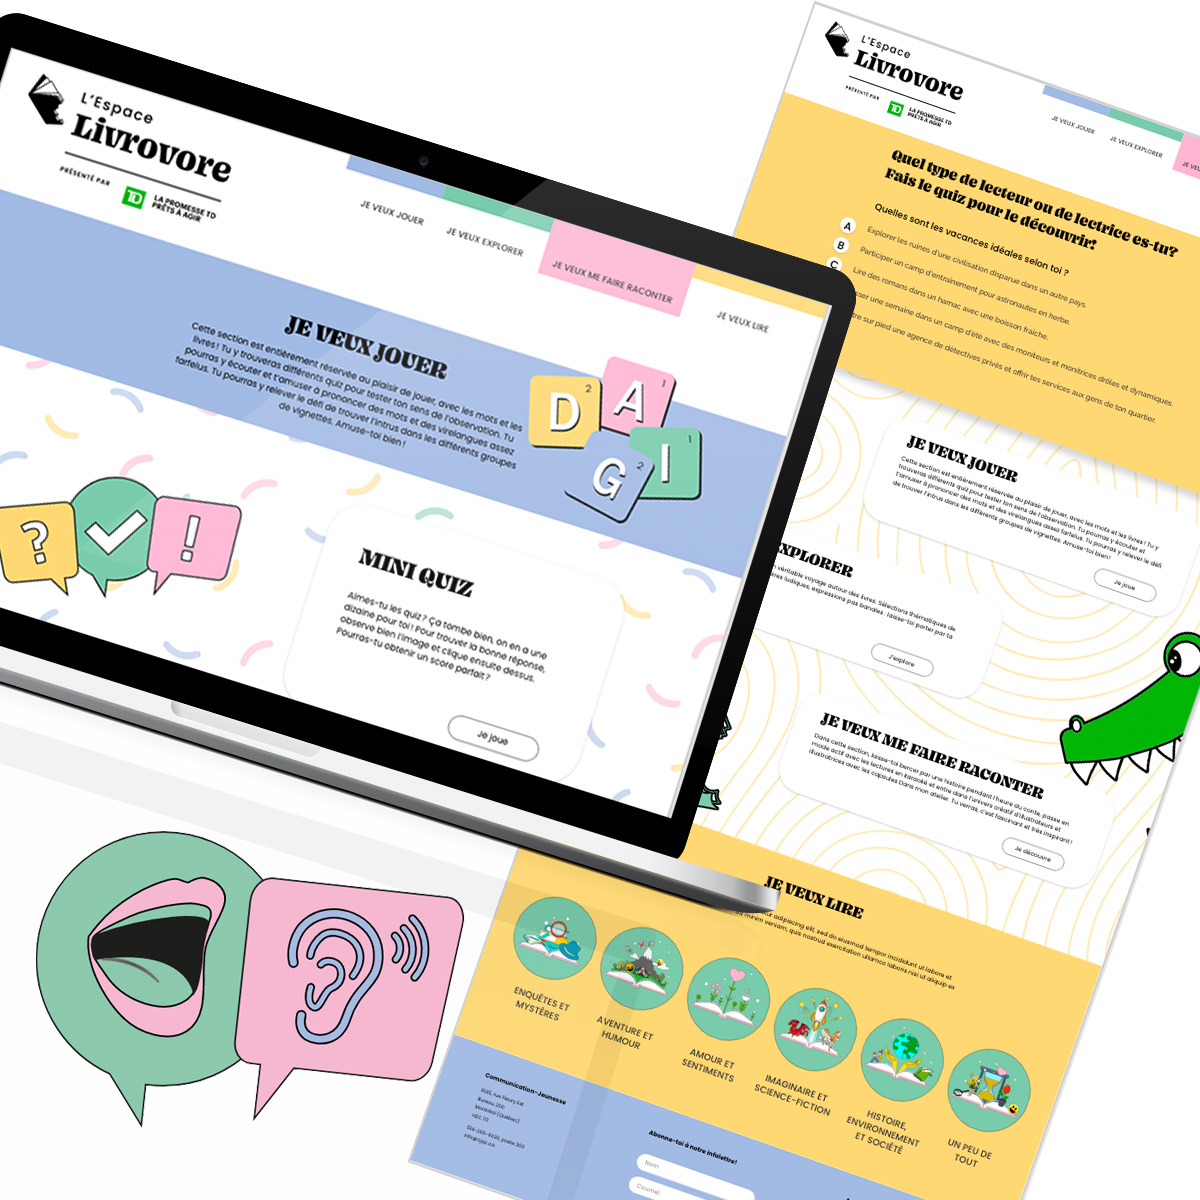 L'Espace
Livrovore
PRÉSENTÉ PAR
TD
LA PROMESSE TD
PRÊTS À AGIR
JE VEUX JOUER
JE VEUX EXPLORER
JE VEUX ME FAIRE RACONTER
JE VEUX LIRE
JE VEUX JOUER
Cette section est entièrement réservée au plaisir de jouer, avec les mots et les
livres ! Tu y trouveras différents quiz pour tester ton sens de l'observation. Tu
pourras y écouter et t'amuser à prononcer des mots et des virelangues assez
farfelus. Tu pourras y relever le défi de trouver l'intrus dans les différents groupes
de vignettes. Amuse-toi bien !
D
2
A
1
G
2
I
1
?
!
MINI QUIZ
Aimes-tu les quiz ? Ça tombe bien, on en a une
dizaine pour toi ! Pour trouver la bonne réponse,
observe bien l'image et clique ensuite dessus.
Pourras-tu obtenir un score parfait ?
Je joue
L'Espace
Livrovore
PRÉSENTÉ PAR
TD
LA PROMESSE TD
PRÊTS À AGIR
JE VEUX JOUER
JE VEUX EXPLORER
JE VEU
Quel type de lecteur ou de lectrice es-tu?
Fais le quiz pour le découvrir!
Quelles sont les vacances idéales selon toi ?
A
Explorer les ruines d'une civilisation disparue dans un autre pays.
B
Participer un camp d'entraînement pour astronautes en herbe.
C
Lire des romans dans un hamac avec une boisson fraîche.
sser une semaine dans un camp d'été avec des moniteurs et monitrices drôles et dynamiques.
tre sur pied une agence de détectives privés et offrir tes services aux gens de ton quartier.
JE VEUX JOUER
Cette section est entièrement réservée au plaisir de jouer, avec les mots et les livres ! Tu y
trouveras différents quiz pour tester ton sens de l'observation. Tu pourras y écouter et
t'amuser à prononcer des mots et des virelangues assez farfelus. Tu pourras y relever le défi
de trouver l'intrus dans les différents groupes de vignettes. Amuse-toi bien!
Je joue
EXPLORER
n véritable voyage autour des livres. Sélections thématiques de
ires ludiques, expressions pas banales : laisse-toi porter par ta
J'explore
JE VEUX ME FAIRE RACONTER
Dans cette section, laisse-toi bercer par une histoire pendant l'heure du conte, passe en
mode actif avec les lectures en karaoké et entre dans l'univers créatif d'illustrateurs et
illustratrices avec les capsules Dans mon atelier. Tu verras, c'est fascinant et très inspirant !
Je découvre
JE VEUX LIRE
tur adipiscing elit, sed do eiusmod tempor incididunt ut labore et
minim veniam, quis nostrud exercitation ullamco laboris nisi ut aliquip ex
ENQUÊTES ET
MYSTÈRES
AVENTURE ET
HUMOUR
AMOUR ET
SENTIMENTS
IMAGINAIRE ET
SCIENCE-FICTION
HISTOIRE,
ENVIRONNEMENT
ET SOCIÉTÉ
UN PEU DE
TOUT
Communication-Jeunesse
Bureau 200
Montréal (Québec)
Abonne-toi à notre infolettre!
Nom
Courriel